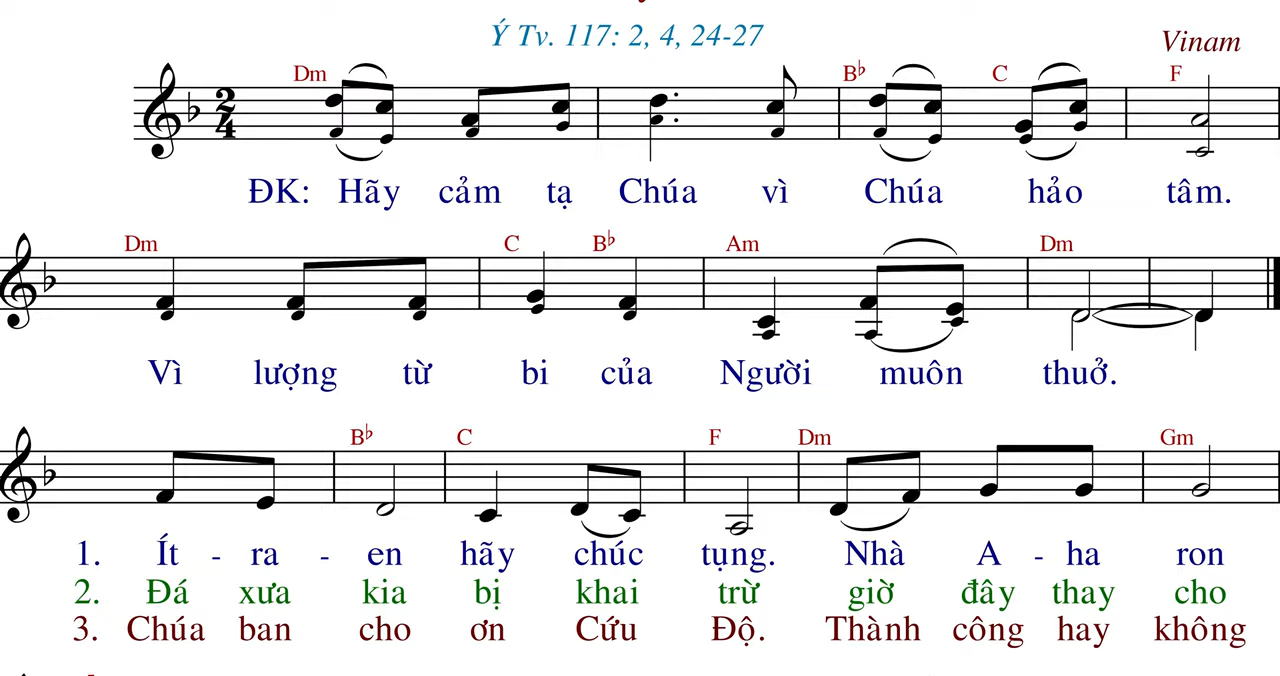 Ý Tv. 117: 2, 4, 24-27
Vinam
Dm B♭ C F
2
4
ĐK: Hãy cảm tạ Chúa vì Chúa hảo tâm.
Dm C B♭ Am Dm
Vì lượng từ bi của Người muôn thuở.
B♭ C F Dm Gm
1. Ít - ra - en hãy chúc tụng. Nhà A - ha ron
2. Đá xưa kia bị khai trừ giờ đây thay cho
3. Chúa ban cho ơn Cứu Độ. Thành công hay không